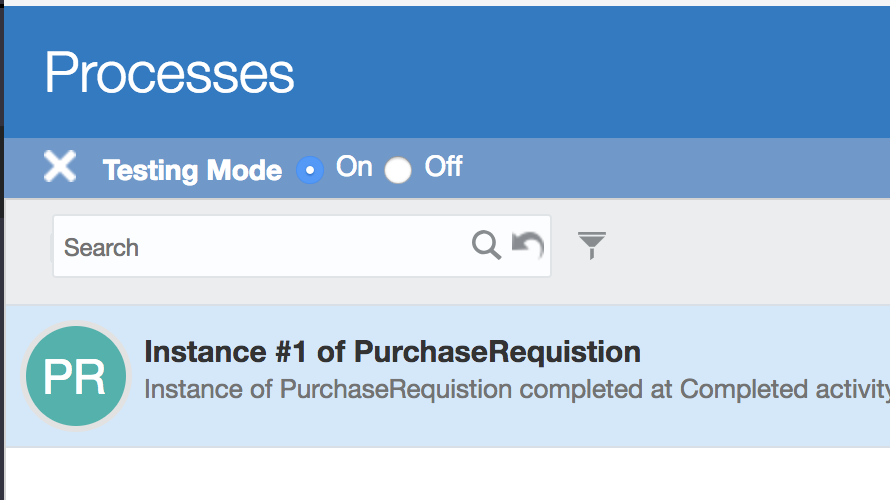 Processes
Testing Mode On Off
Search
PR
Instance #1 of PurchaseRequistion
Instance of PurchaseRequistion completed at Completed activity